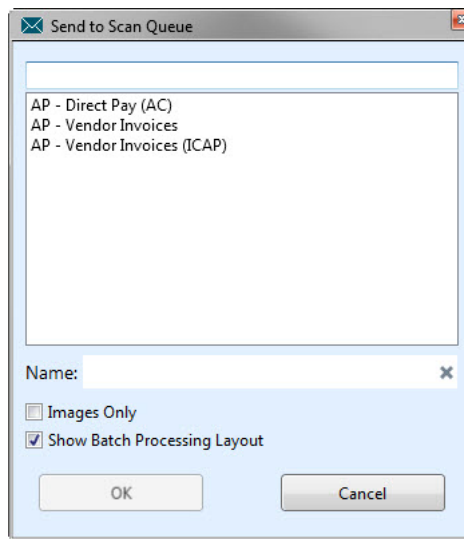 Send to Scan Queue
AP - Direct Pay (AC)
AP - Vendor Invoices
AP - Vendor Invoices (ICAP)
Name:
Images Only
Show Batch Processing Layout
OK
Cancel